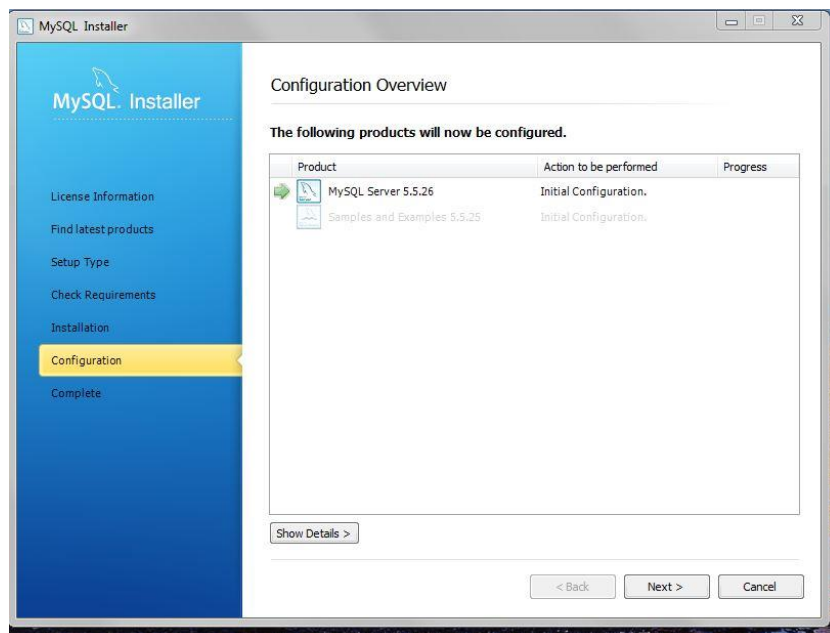 MySQL Installer
MySQL. Installer
License Information
Find latest products
Setup Type
Check Requirements
Installation
Configuration
Complete
Configuration Overview
The following products will now be configured.
Product Action to be performed Progress
MySQL Server 5.5.26 Initial Configuration.
Samples and Examples 5.5.25 Initial Configuration.
Show Details >
< Back Next > Cancel